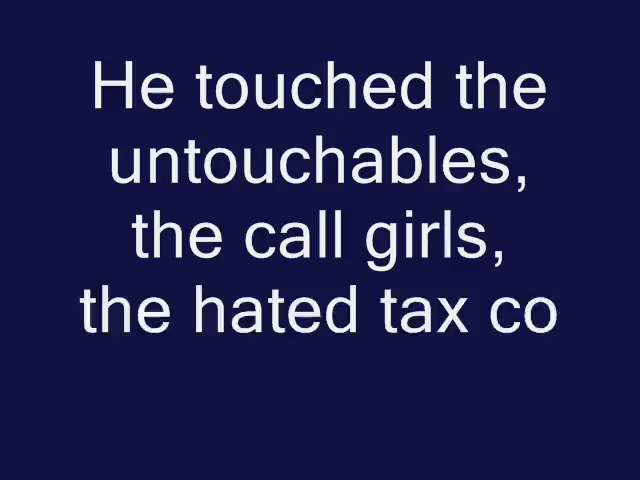 He touched the
untouchables,
the call girls,
the hated tax co